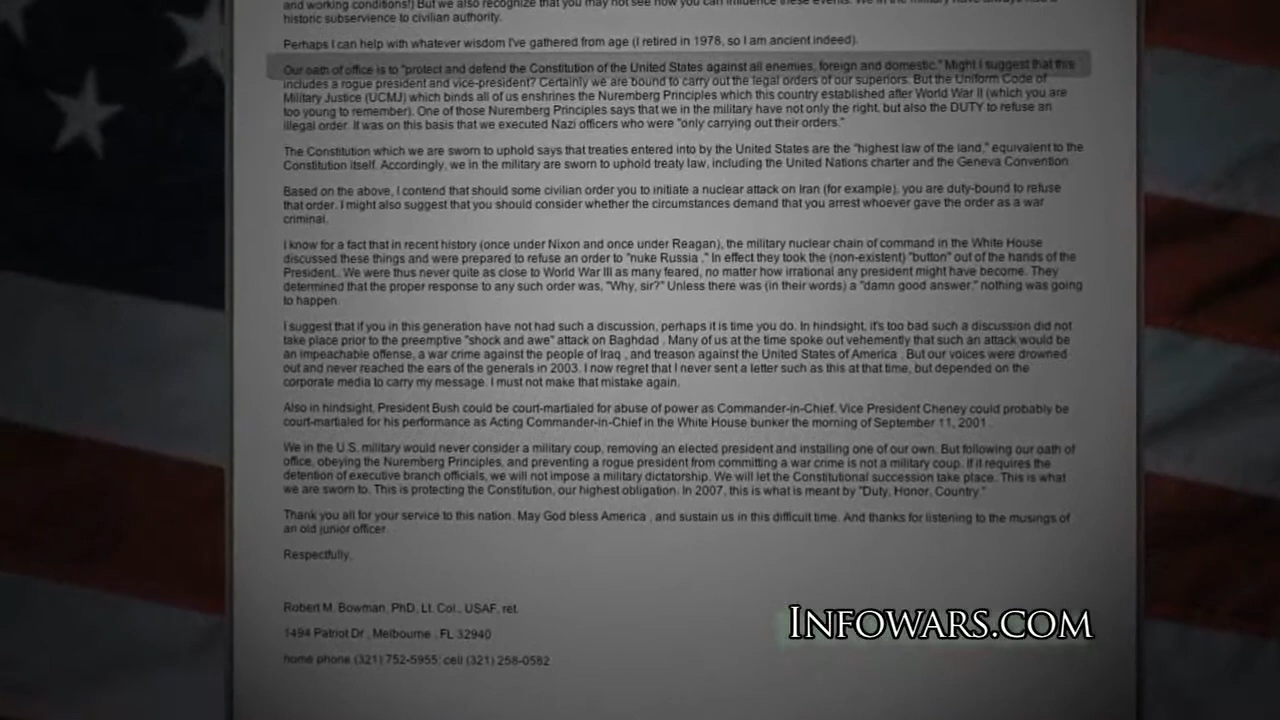 and working conditions!) But we also recognize that you may not see how you can influence these events. We in the military have always had a
historic subservience to civilian authority.
Perhaps I can help with whatever wisdom I've gathered from age (I retired in 1978, so I am ancient indeed).
Our oath of office is to "protect and defend the Constitution of the United States against all enemies, foreign and domestic." Might I suggest that this
includes a rogue president and vice-president? Certainly we are bound to carry out the legal orders of our superiors. But the Uniform Code of
Military Justice (UCMJ) which binds all of us enshrines the Nuremberg Principles which this country established after World War II (which you are
too young to remember). One of those Nuremberg Principles says that we in the military have not only the right, but also the DUTY to refuse an
illegal order. It was on this basis that we executed Nazi officers who were "only carrying out their orders."
The Constitution which we are sworn to uphold says that treaties entered into by the United States are the "highest law of the land," equivalent to the
Constitution itself. Accordingly, we in the military are sworn to uphold treaty law, including the United Nations charter and the Geneva Convention.
Based on the above, I contend that should some civilian order you to initiate a nuclear attack on Iran (for example), you are duty-bound to refuse
that order. I might also suggest that you should consider whether the circumstances demand that you arrest whoever gave the order as a war
criminal.
I know for a fact that in recent history (once under Nixon and once under Reagan), the military nuclear chain of command in the White House
discussed these things and were prepared to refuse an order to "nuke Russia ." In effect they took the (non-existent) "button" out of the hands of the
President. We were thus never quite as close to World War III as many feared, no matter how irrational any president might have become. They
determined that the proper response to any such order was, "Why, sir?" Unless there was (in their words) a "damn good answer," nothing was going
to happen.
I suggest that if you in this generation have not had such a discussion, perhaps it is time you do. In hindsight, it's too bad such a discussion did not
take place prior to the preemptive "shock and awe" attack on Baghdad . Many of us at the time spoke out vehemently that such an attack would be
an impeachable offense, a war crime against the people of Iraq , and treason against the United States of America . But our voices were drowned
out and never reached the ears of the generals in 2003. I now regret that I never sent a letter such as this at that time, but depended on the
corporate media to carry my message. I must not make that mistake again.
Also in hindsight, President Bush could be court-martialed for abuse of power as Commander-in-Chief. Vice President Cheney could probably be
court-martialed for his performance as Acting Commander-in-Chief in the White House bunker the morning of September 11, 2001 .
We in the U.S. military would never consider a military coup, removing an elected president and installing one of our own. But following our oath of
office, obeying the Nuremberg Principles, and preventing a rogue president from committing a war crime is not a military coup. If it requires the
detention of executive branch officials, we will not impose a military dictatorship. We will let the Constitutional succession take place. This is what
we are sworn to. This is protecting the Constitution, our highest obligation. In 2007, this is what is meant by "Duty, Honor, Country."
Thank you all for your service to this nation. May God bless America , and sustain us in this difficult time. And thanks for listening to the musings of
an old junior officer.
Respectfully,
Robert M. Bowman, PhD, Lt. Col., USAF, ret.
1494 Patriot Dr , Melbourne , FL 32940
home phone (321) 752-5955; cell (321) 258-0582
INFOWARS.COM